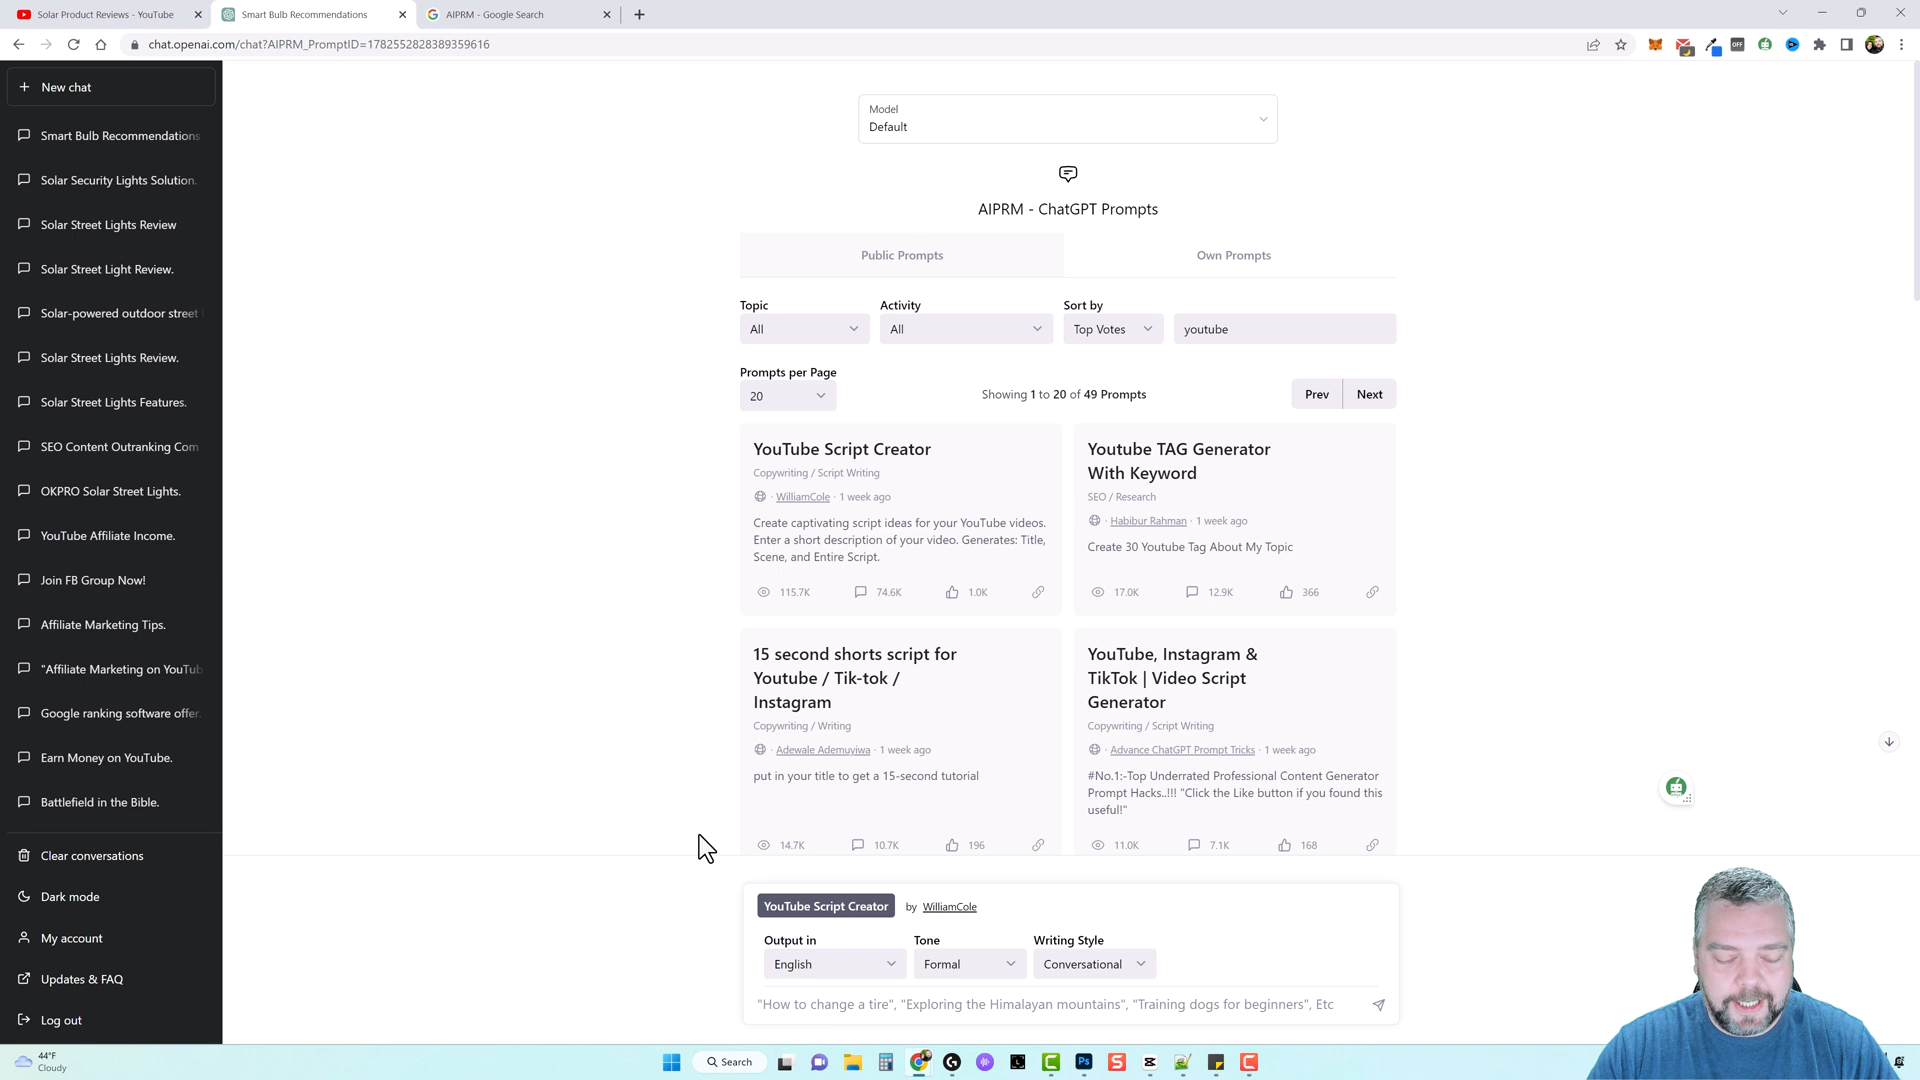 Solar Product Reviews - YouTube
Smart Bulb Recommendations
AIPRM - Google Search
chat.openai.com/chat?AIPRM_PromptID=1782552828389359616
OFF
New chat
Smart Bulb Recommendations
Solar Security Lights Solution.
Solar Street Lights Review
Solar Street Light Review.
Solar-powered outdoor street
Solar Street Lights Review.
Solar Street Lights Features.
SEO Content Outranking Com
OKPRO Solar Street Lights.
YouTube Affiliate Income.
Join FB Group Now!
Affiliate Marketing Tips.
"Affiliate Marketing on YouTub
Google ranking software offer.
Earn Money on YouTube.
Battlefield in the Bible.
Clear conversations
Dark mode
My account
Updates & FAQ
Log out
Model
Default
AIPRM - ChatGPT Prompts
Public Prompts
Own Prompts
Topic
Activity
Sort by
All
All
Top Votes
youtube
Prompts per Page
20
Showing 1 to 20 of 49 Prompts
Prev
Next
YouTube Script Creator
Copywriting / Script Writing
· WilliamCole · 1 week ago
Create captivating script ideas for your YouTube videos.
Enter a short description of your video. Generates: Title,
Scene, and Entire Script.
115.7K
74.6K
1.0K
Youtube TAG Generator
With Keyword
SEO / Research
· Habibur Rahman · 1 week ago
Create 30 Youtube Tag About My Topic
17.0K
12.9K
366
15 second shorts script for
Youtube / Tik-tok /
Instagram
Copywriting / Writing
· Adewale Ademuyiwa · 1 week ago
put in your title to get a 15-second tutorial
14.7K
10.7K
196
YouTube, Instagram &
TikTok | Video Script
Generator
Copywriting / Script Writing
· Advance ChatGPT Prompt Tricks · 1 week ago
#No.1:-Top Underrated Professional Content Generator
Prompt Hacks..!!! "Click the Like button if you found this
useful!"
11.0K
7.1K
168
YouTube Script Creator by WilliamCole
Output in
Tone
Writing Style
English
Formal
Conversational
"How to change a tire", "Exploring the Himalayan mountains", "Training dogs for beginners", Etc
44°F
Cloudy
Search
Ps